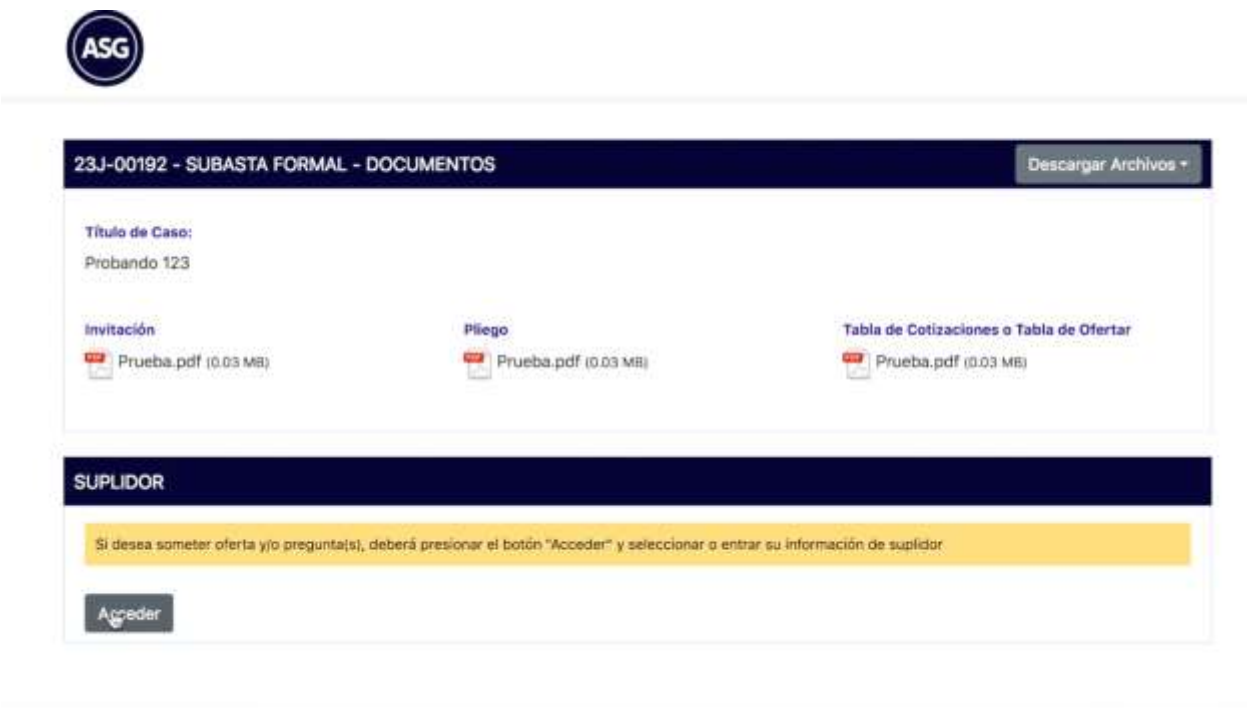 ASG
23J-00192 - SUBASTA FORMAL - DOCUMENTOS
Descargar Archivos
Título de Caso:
Probando 123
Invitación
Pliego
Tabla de Cotizaciones o Tabla de Ofertar
Prueba.pdf (0.03 MB)
Prueba.pdf (0.03 MB)
Prueba.pdf (0.03 MB)
SUPLIDOR
Si desea someter oferta y/o pregunta(s), deberá presionar el botón "Acceder" y seleccionar o entrar su información de suplidor
Acceder